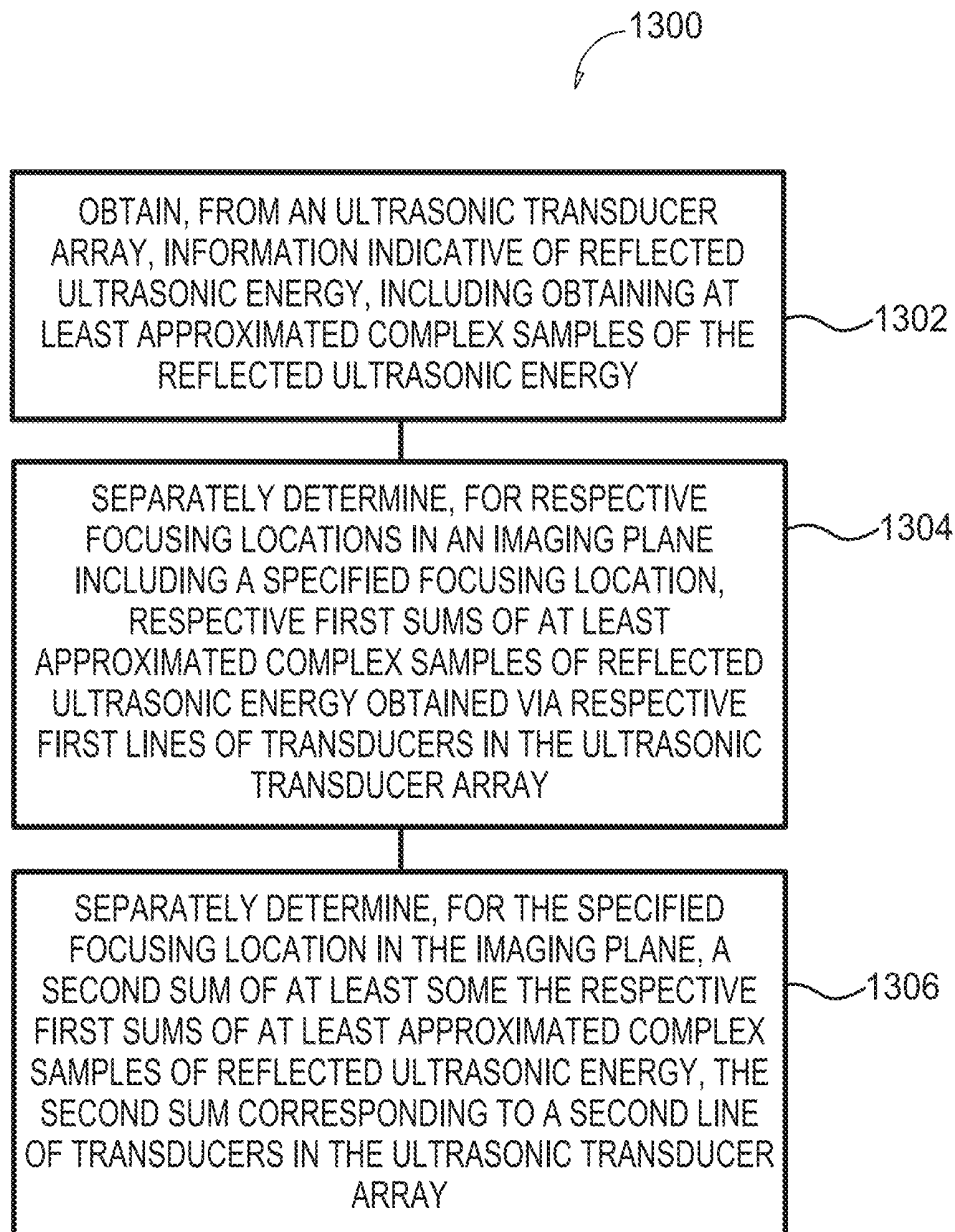 1300
OBTAIN, FROM AN ULTRASONIC TRANSDUCER
ARRAY, INFORMATION INDICATIVE OF REFLECTED
ULTRASONIC ENERGY, INCLUDING OBTAINING AT
LEAST APPROXIMATED COMPLEX SAMPLES OF THE
REFLECTED ULTRASONIC ENERGY
1302
SEPARATELY DETERMINE, FOR RESPECTIVE
FOCUSING LOCATIONS IN AN IMAGING PLANE
INCLUDING A SPECIFIED FOCUSING LOCATION,
RESPECTIVE FIRST SUMS OF AT LEAST
APPROXIMATED COMPLEX SAMPLES OF REFLECTED
ULTRASONIC ENERGY OBTAINED VIA RESPECTIVE
FIRST LINES OF TRANSDUCERS IN THE ULTRASONIC
TRANSDUCER ARRAY
1304
SEPARATELY DETERMINE, FOR THE SPECIFIED
FOCUSING LOCATION IN THE IMAGING PLANE, A
SECOND SUM OF AT LEAST SOME THE RESPECTIVE
FIRST SUMS OF AT LEAST APPROXIMATED COMPLEX
SAMPLES OF REFLECTED ULTRASONIC ENERGY, THE
SECOND SUM CORRESPONDING TO A SECOND LINE
OF TRANSDUCERS IN THE ULTRASONIC TRANSDUCER
ARRAY
1306